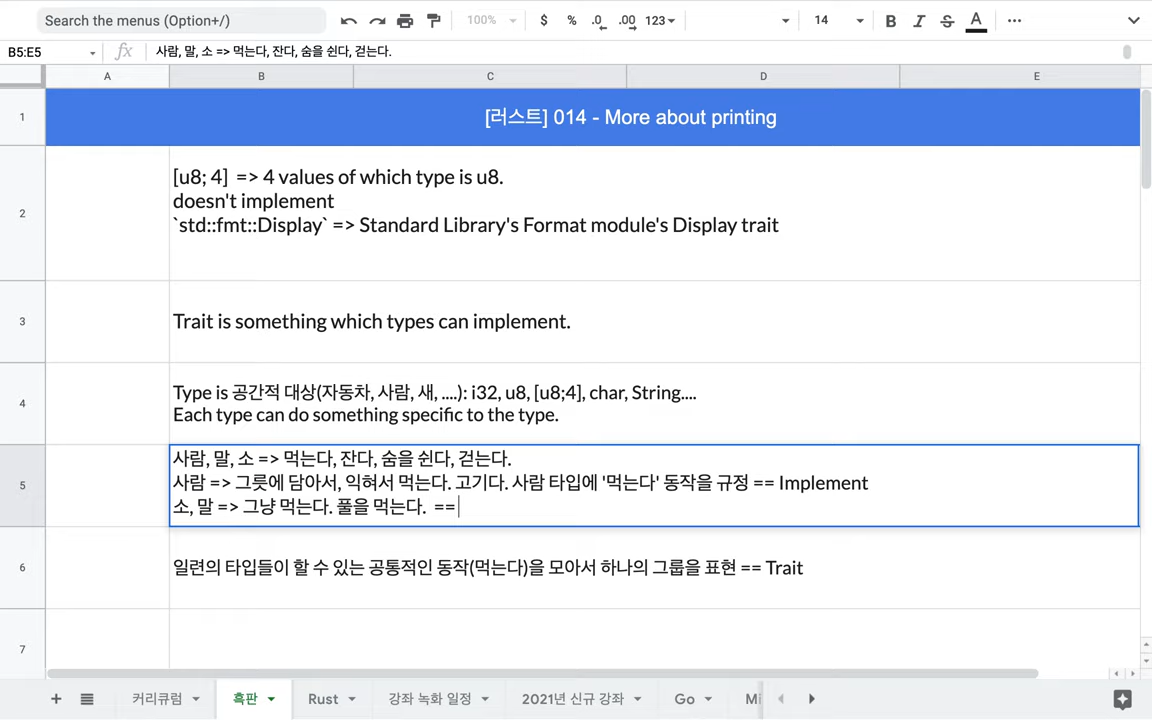 Search the menus (Option+/)
100%
$ % .0 .00 123
14
B I S A
B5:E5
fx
사람, 말, 소 => 먹는다, 잔다, 숨을 쉰다, 걷는다.
A B C D E
1
[러스트] 014 - More about printing
2
[u8; 4] => 4 values of which type is u8.
doesn't implement
`std::fmt::Display` => Standard Library's Format module's Display trait
3
Trait is something which types can implement.
4
Type is 공간적 대상(자동차, 사람, 새, ....): i32, u8, [u8;4], char, String....
Each type can do something specific to the type.
5
사람, 말, 소 => 먹는다, 잔다, 숨을 쉰다, 걷는다.
사람 => 그릇에 담아서, 익혀서 먹는다. 고기다. 사람 타입에 '먹는다' 동작을 규정 == Implement
소, 말 => 그냥 먹는다. 풀을 먹는다. ==
6
일련의 타입들이 할 수 있는 공통적인 동작(먹는다)을 모아서 하나의 그룹을 표현 == Trait
7
커리큘럼 흑판 Rust 강좌 녹화 일정 2021년 신규 강좌 Go Mi